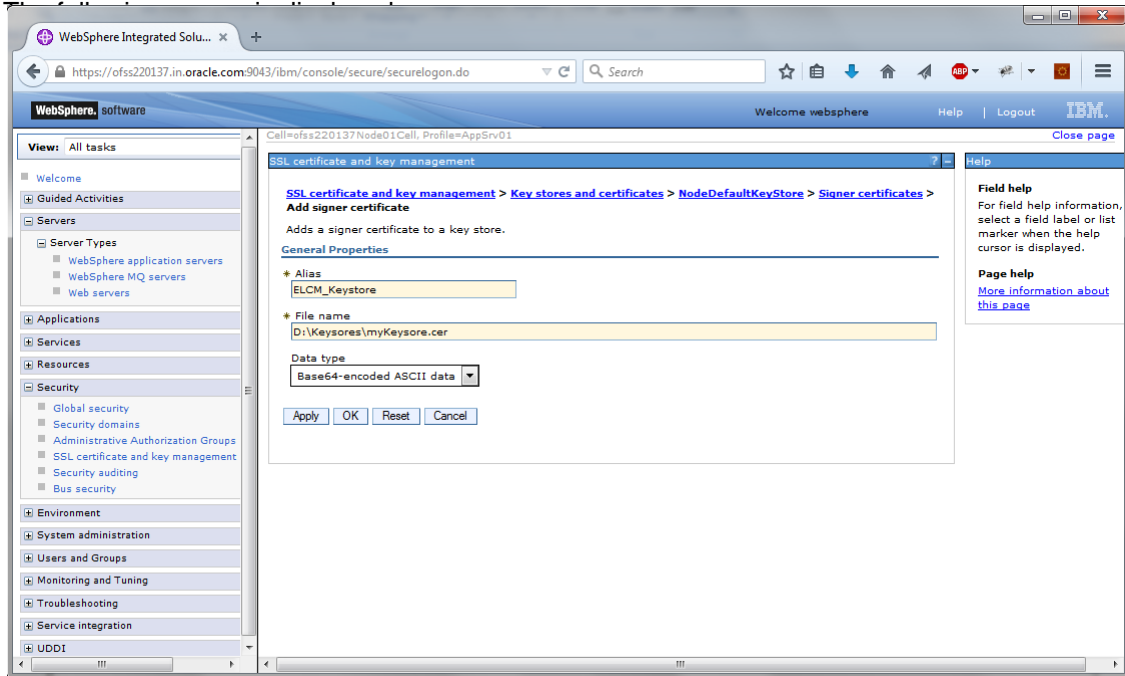 WebSphere Integrated Solu...
https://ofss220137.in.oracle.com:9043/ibm/console/secure/securelogon.do
Search
ABP
WebSphere. software
Welcome websphere
Help | Logout
IBM.
View: All tasks
Welcome
Guided Activities
Servers
Server Types
WebSphere application servers
WebSphere MQ servers
Web servers
Applications
Services
Resources
Security
Global security
Security domains
Administrative Authorization Groups
SSL certificate and key management
Security auditing
Bus security
Environment
System administration
Users and Groups
Monitoring and Tuning
Troubleshooting
Service integration
UDDI
Cell=ofss220137Node01Cell, Profile=AppSrv01
Close page
SSL certificate and key management
SSL certificate and key management > Key stores and certificates > NodeDefaultKeyStore > Signer certificates >
Add signer certificate
Adds a signer certificate to a key store.
General Properties
Alias
ELCM_Keystore
File name
D:\Keysores\myKeysore.cer
Data type
Base64-encoded ASCII data
Apply
OK
Reset
Cancel
Help
Field help
For field help information,
select a field label or list
marker when the help
cursor is displayed.
Page help
More information about
this page